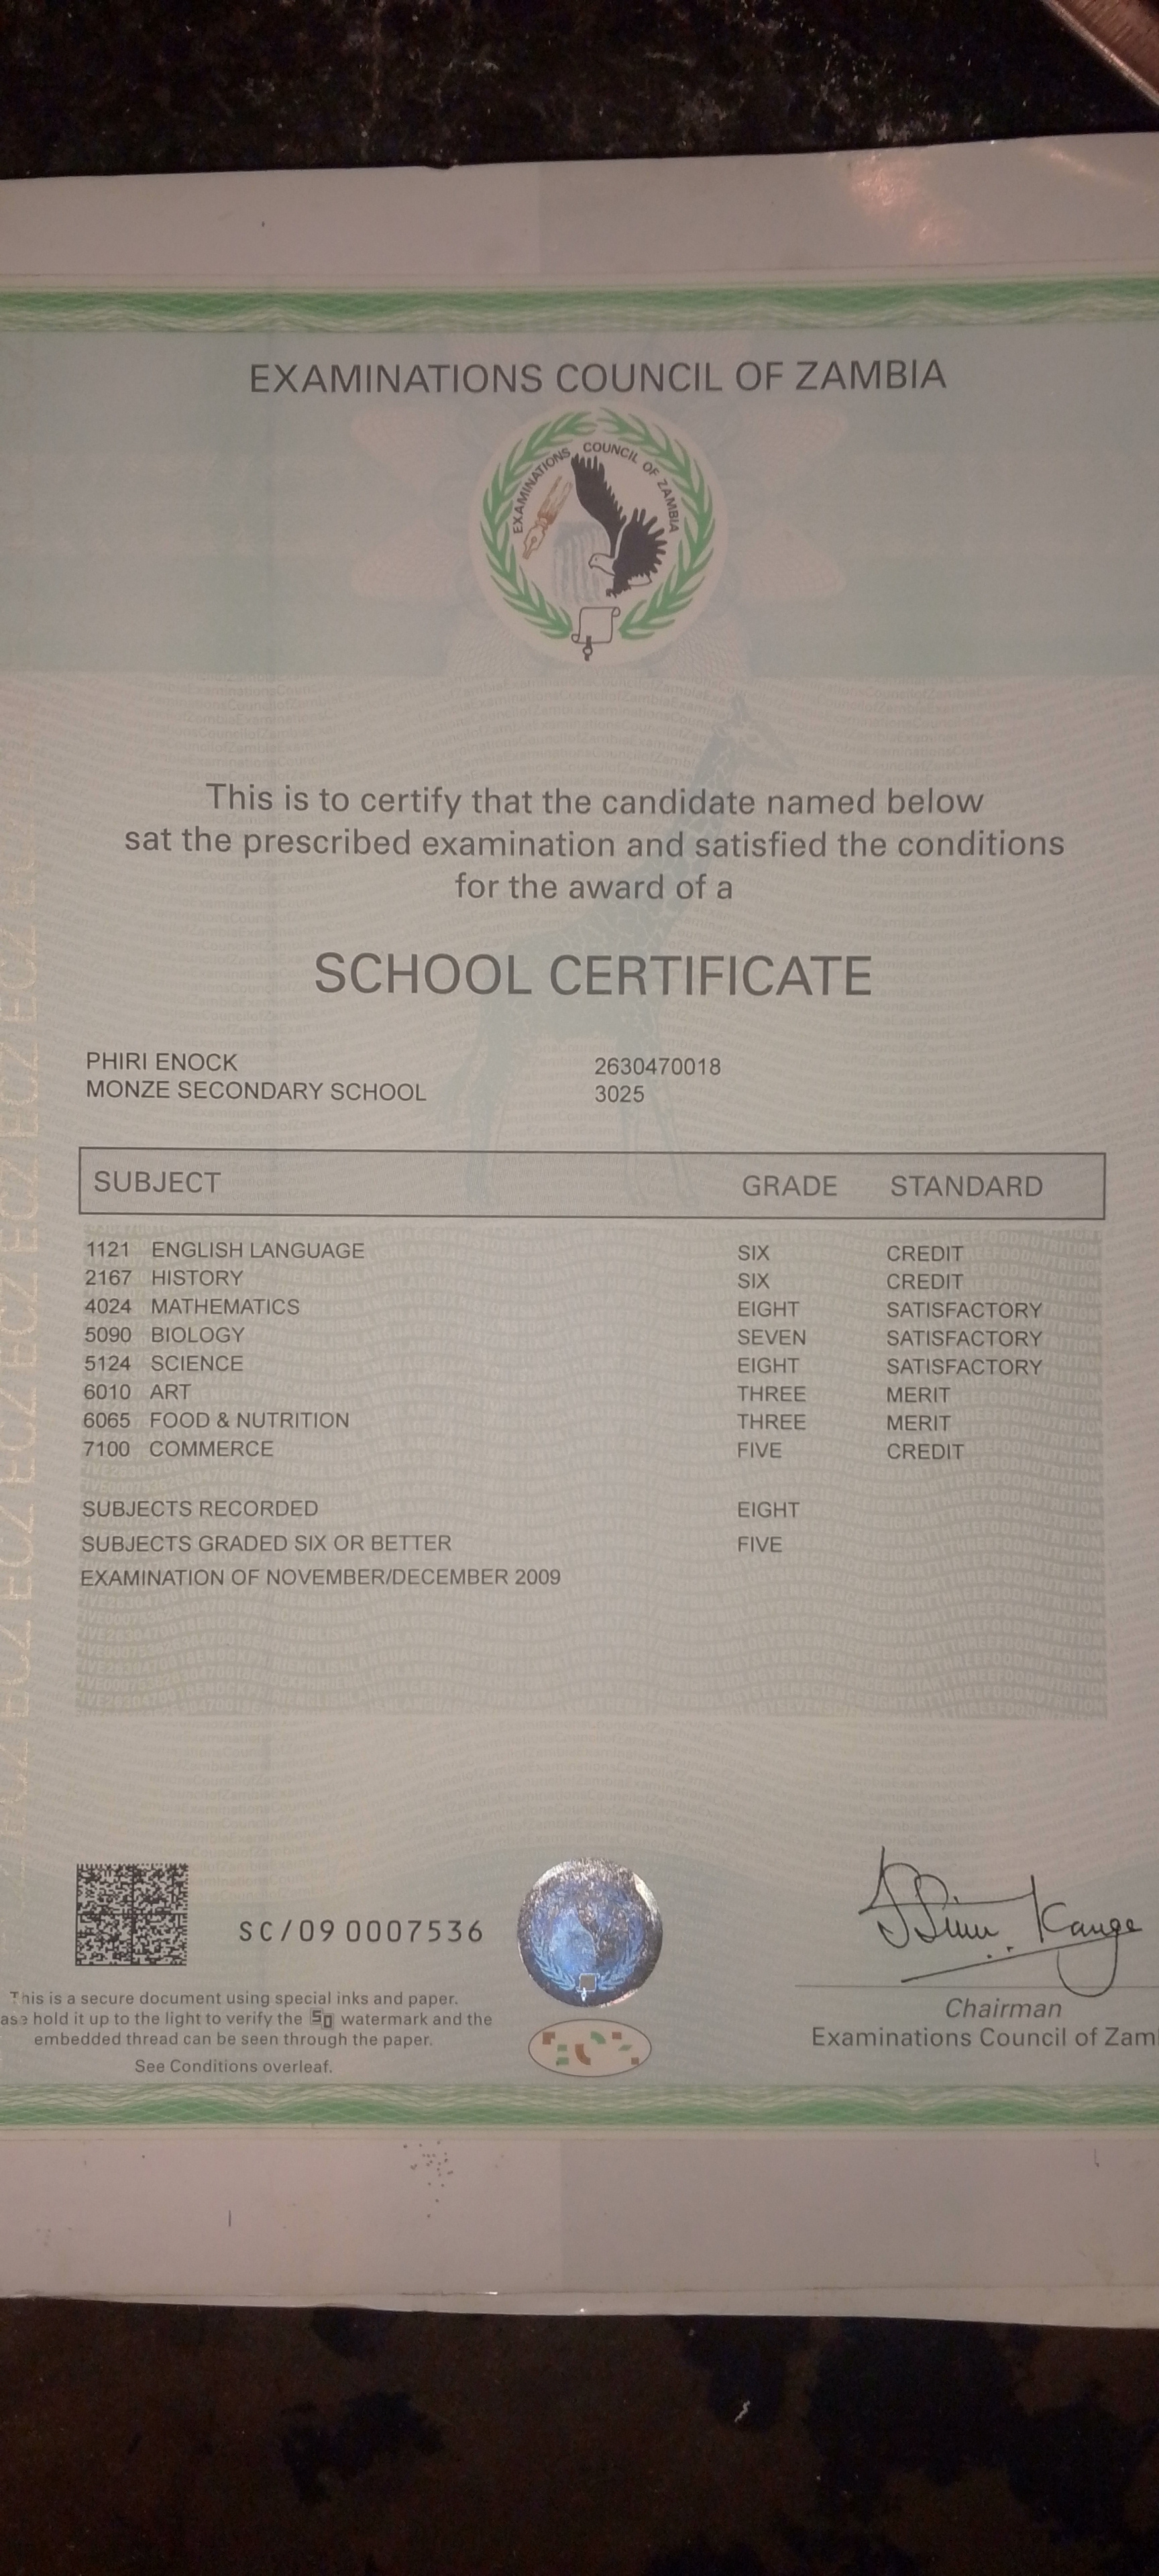 EXAMINATIONS COUNCIL OF ZAMBIA
EXAMINATIONS COUNCIL OF ZAMBIA
This is to certify that the candidate named below
sat the prescribed examination and satisfied the conditions
for the award of a
SCHOOL CERTIFICATE
PHIRI ENOCK 2630470018
MONZE SECONDARY SCHOOL 3025
SUBJECT GRADE STANDARD
1121 ENGLISH LANGUAGE SIX CREDIT
2167 HISTORY SIX CREDIT
4024 MATHEMATICS EIGHT SATISFACTORY
5090 BIOLOGY SEVEN SATISFACTORY
5124 SCIENCE EIGHT SATISFACTORY
6010 ART THREE MERIT
6065 FOOD & NUTRITION THREE MERIT
7100 COMMERCE FIVE CREDIT
SUBJECTS RECORDED EIGHT
SUBJECTS GRADED SIX OR BETTER FIVE
EXAMINATION OF NOVEMBER/DECEMBER 2009
SC/09 0007536
This is a secure document using special inks and paper.
ase hold it up to the light to verify the watermark and the
embedded thread can be seen through the paper.
See Conditions overleaf.
Kange
Chairman
Examinations Council of Zam